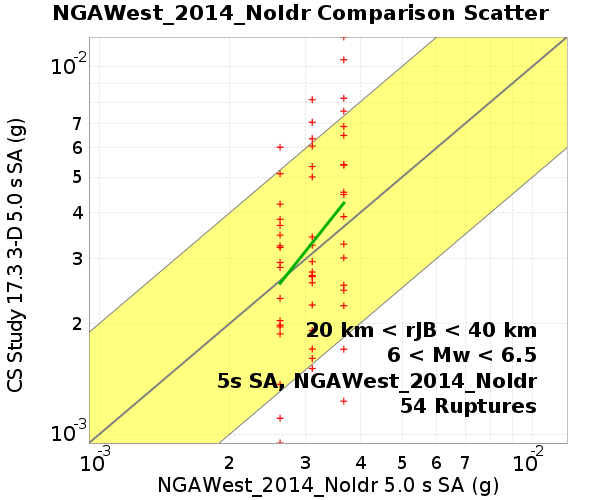 NGAWest_2014_NoIdr Comparison Scatter
CS Study 17.3 3-D 5.0 s SA (g)
10⁻²
7
6
5
4
3
2
10⁻³
20 km < rJB < 40 km
6 < Mw < 6.5
5s SA, NGAWest_2014_NoIdr
54 Ruptures
10⁻³ 2 3 4 5 6 7 10⁻²
NGAWest_2014_NoIdr 5.0 s SA (g)